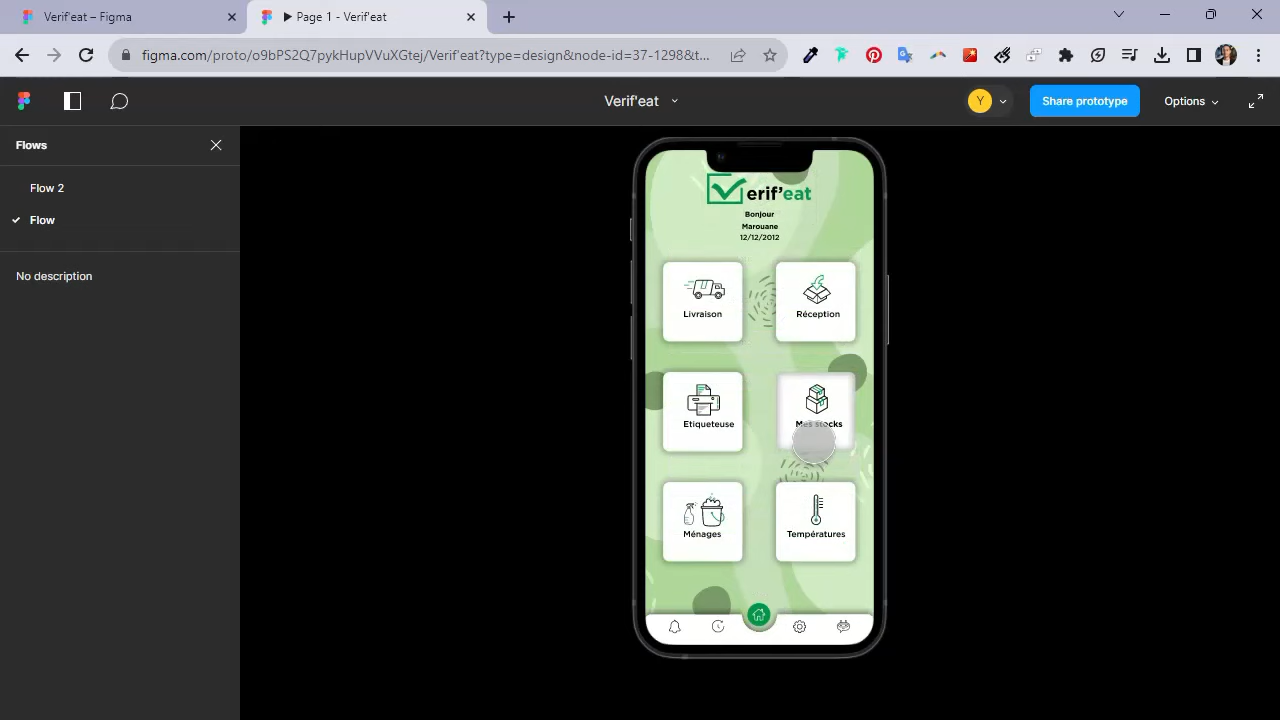 Verif'eat – Figma
Page 1 - Verif'eat
figma.com/proto/o9bPS2Q7pykHupVVuXGtej/Verif'eat?type=design&node-id=37-1298&t...
Verif'eat
Y
Share prototype
Options
Flows
Flow 2
Flow
No description
erif'eat
Bonjour
Marouane
12/12/2012
Livraison
Réception
Etiqueteuse
Mes stocks
Ménages
Températures